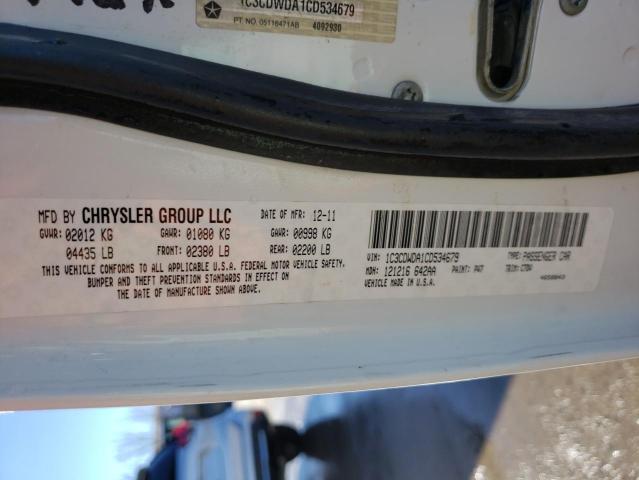 1C3CDWDA1CD534679
PT NO. 05116471AB 4092930
MFD BY CHRYSLER GROUP LLC DATE OF MFR: 12-11
GVWR: 02012 KG GAWR: 01080 KG GAWR: 00998 KG
04435 LB FRONT: 02380 LB REAR: 02200 LB
THIS VEHICLE CONFORMS TO ALL APPLICABLE U.S.A. FEDERAL MOTOR VEHICLE SAFETY,
BUMPER AND THEFT PREVENTION STANDARDS IN EFFECT ON
THE DATE OF MANUFACTURE SHOWN ABOVE.
VIN: 1C3CDWDA1CD534679 TYPE: PASSENGER CAR
MDH: 121216 642AA PAINT: PW7 TRIM:
VEHICLE MADE IN U.S.A.